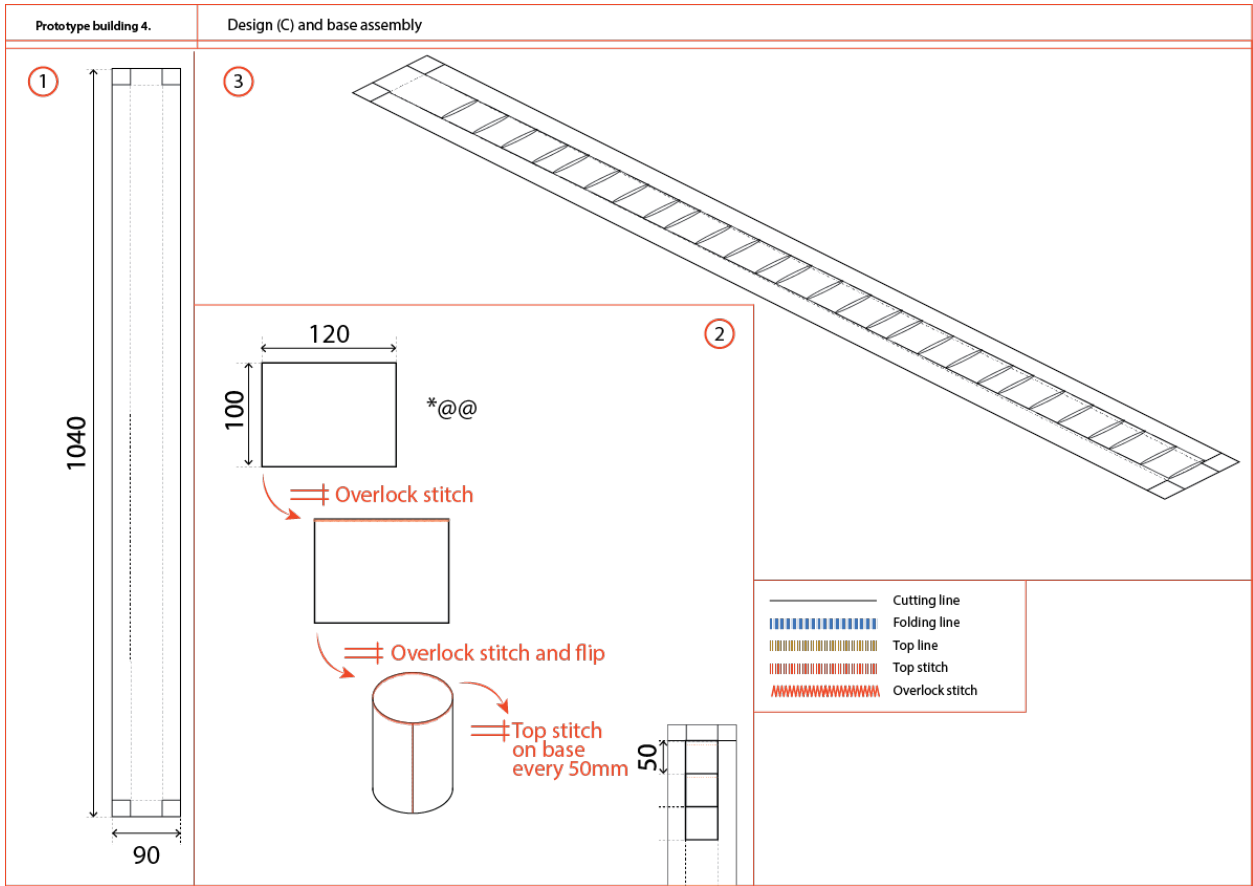 Prototype building 4.
Design (C) and base assembly
1
1040
90
3
2
120
100
*@@
Overlock stitch
Overlock stitch and flip
Top stitch
on base
every 50mm
50
Cutting line
Folding line
Top line
Top stitch
Overlock stitch